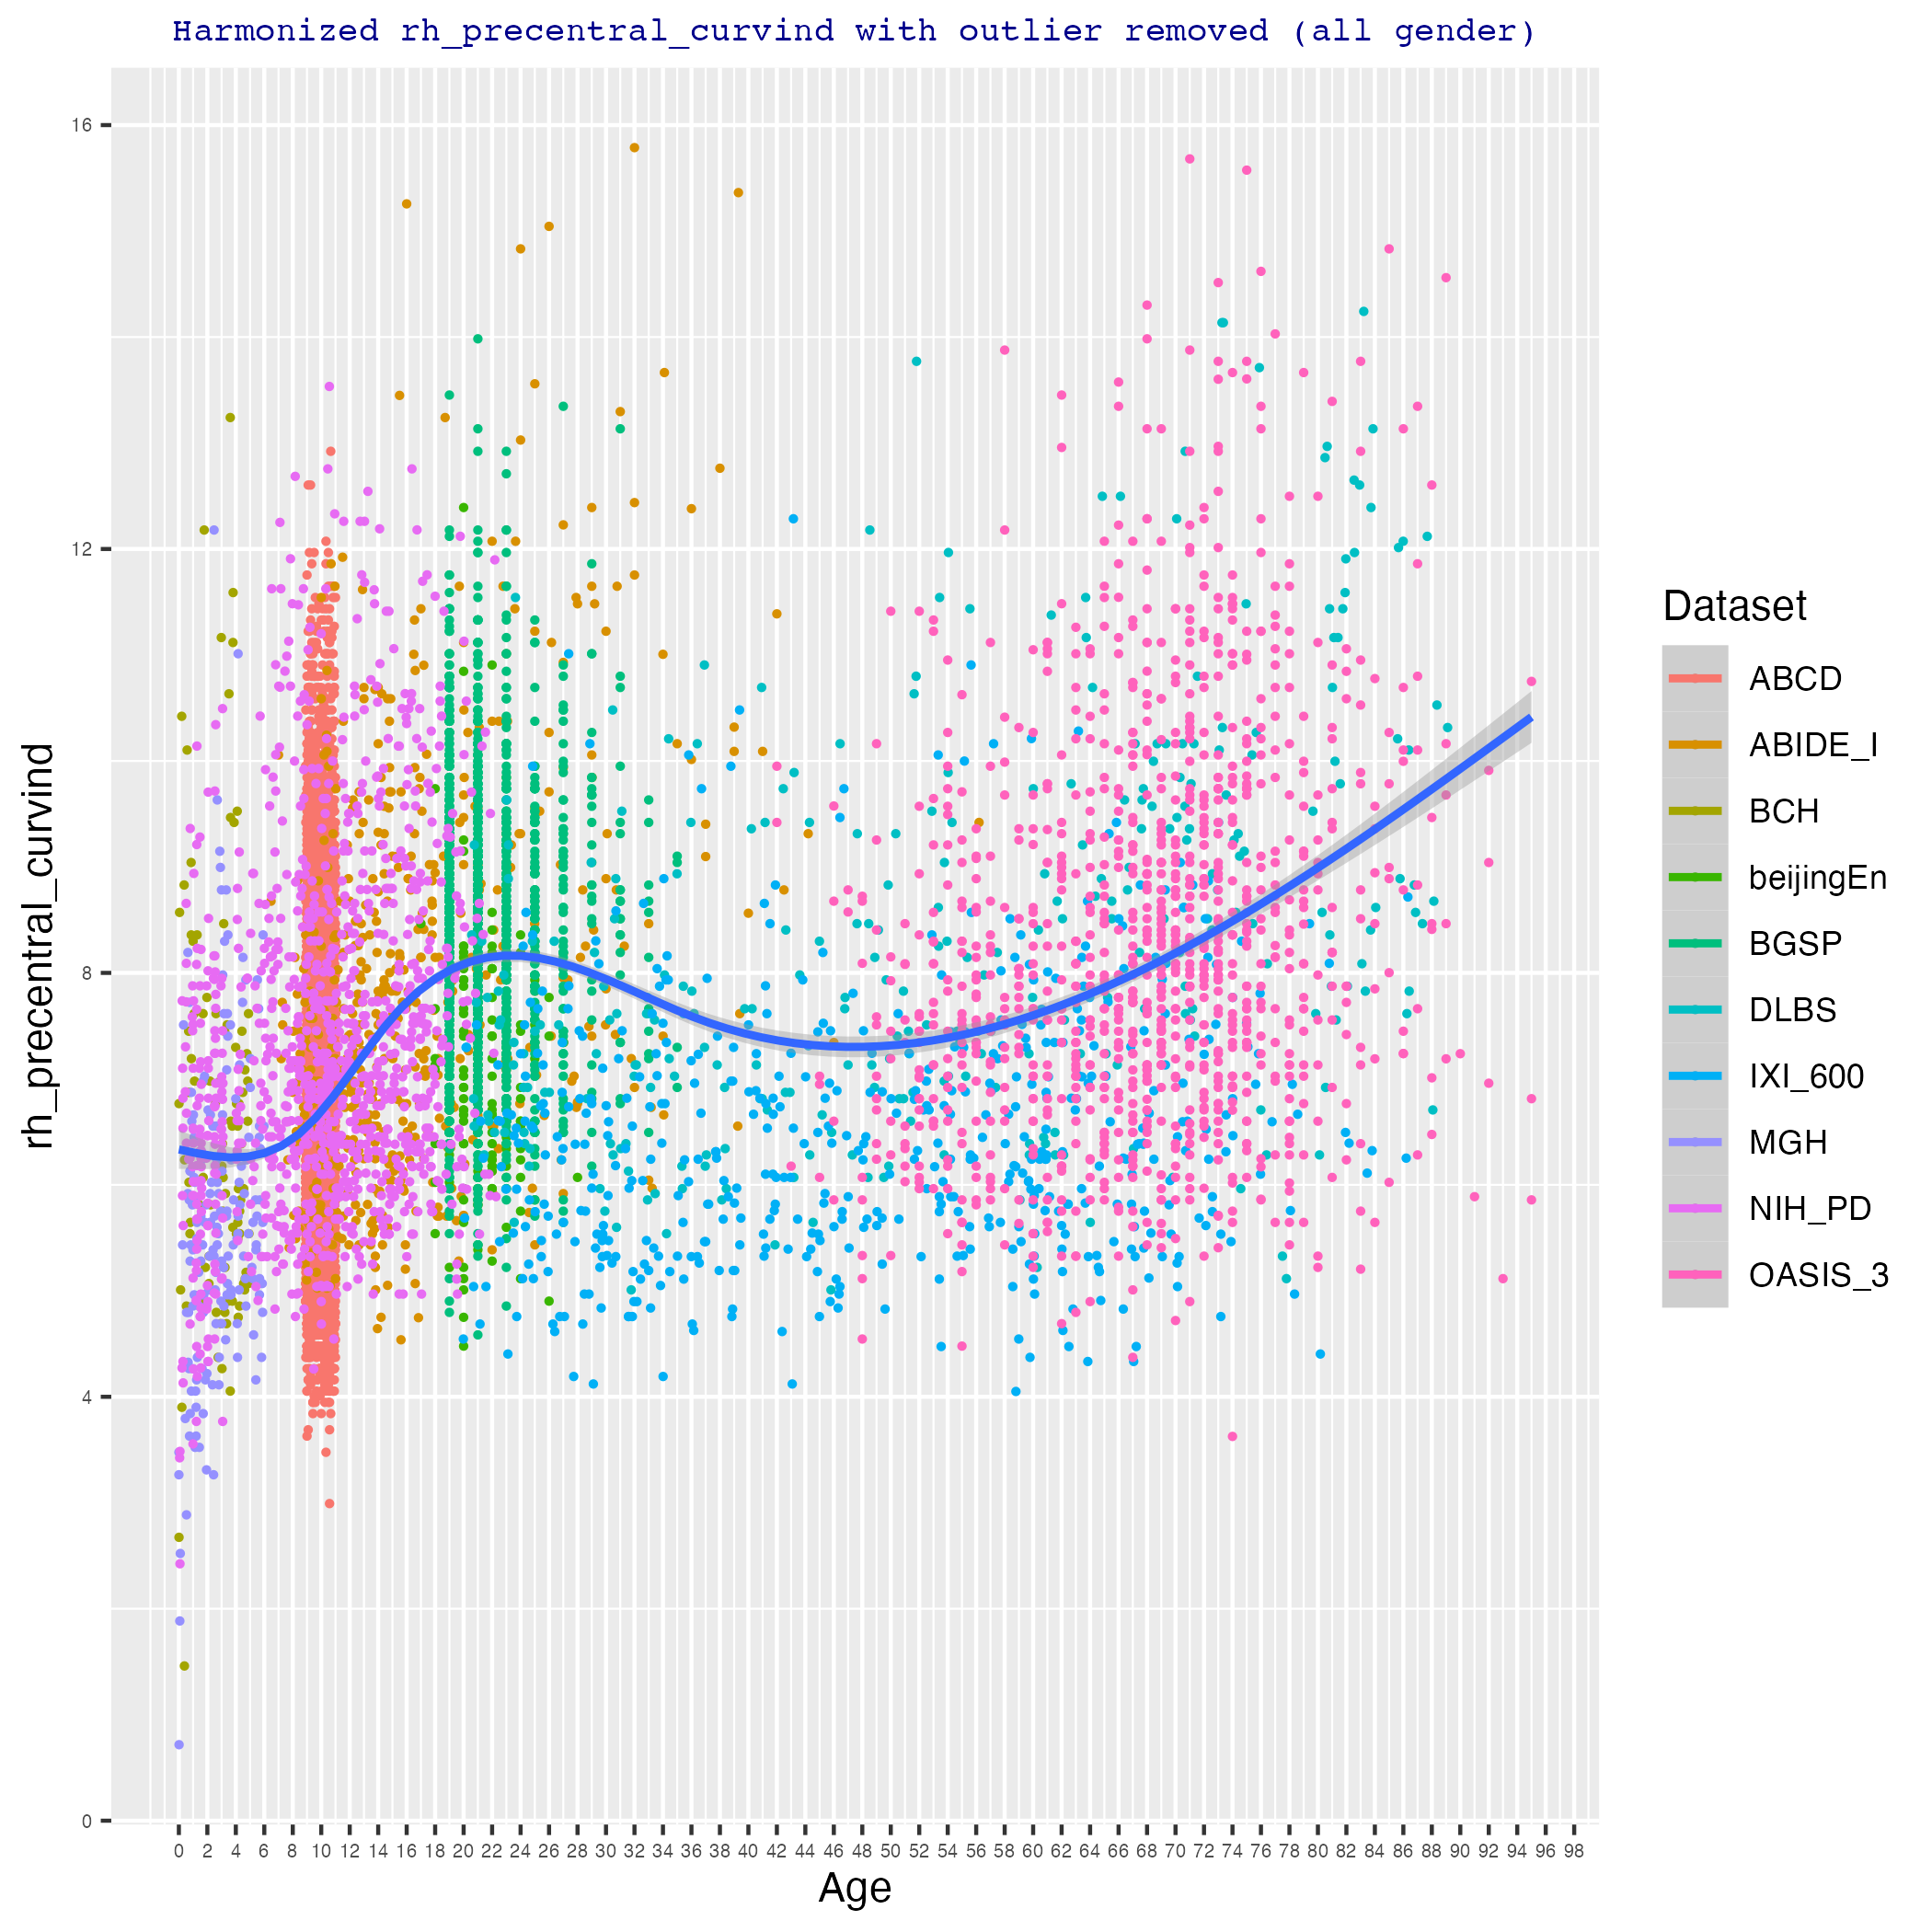 Harmonized rh_precentral_curvind with outlier removed (all gender)
rh_precentral_curvind
16
12
8
4
0
0 2 4 6 8 10 12 14 16 18 20 22 24 26 28 30 32 34 36 38 40 42 44 46 48 50 52 54 56 58 60 62 64 66 68 70 72 74 76 78 80 82 84 86 88 90 92 94 96 98
Age
Dataset
ABCD
ABIDE_I
BCH
beijingEn
BGSP
DLBS
IXI_600
MGH
NIH_PD
OASIS_3